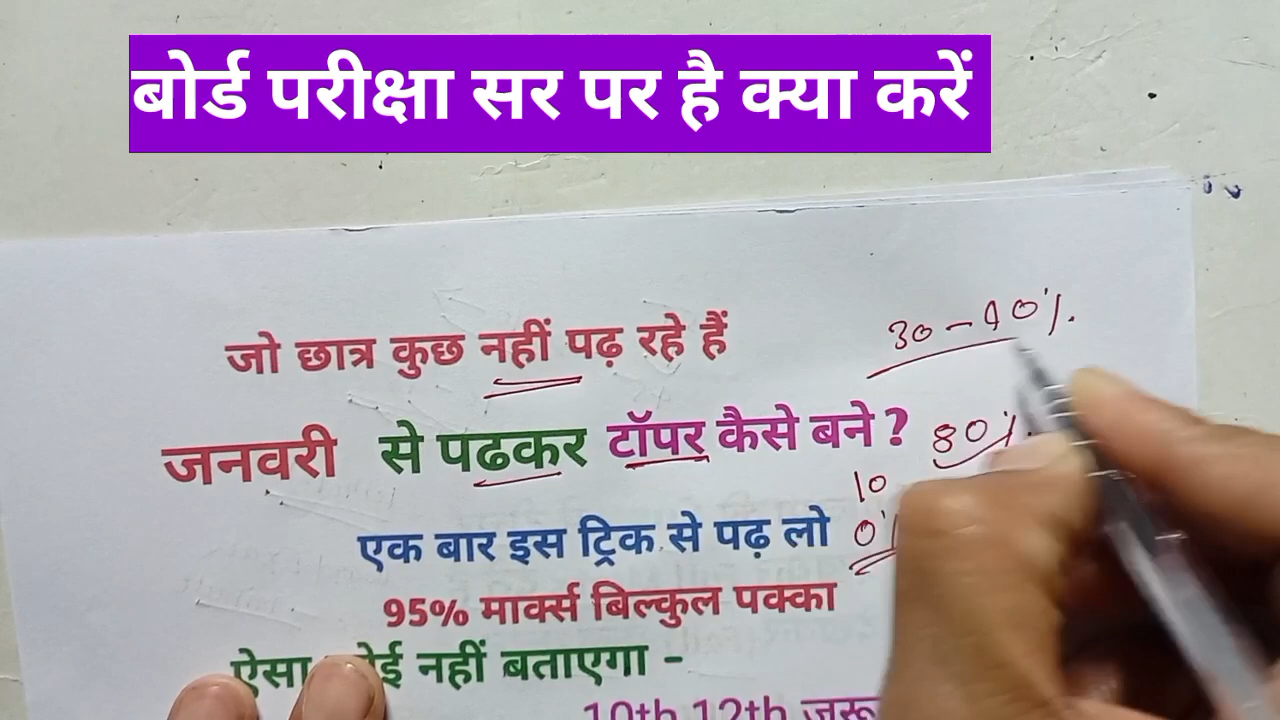 बोर्ड परीक्षा सर पर है क्या करें
जो छात्र कुछ नहीं पढ़ रहे हैं
30-40%.
जनवरी से पढकर टॉपर कैसे बने ?
80%
10
एक बार इस ट्रिक से पढ़ लो
95% मार्क्स बिल्कुल पक्का
ऐसा नहीं बताएगा -
10th 12th